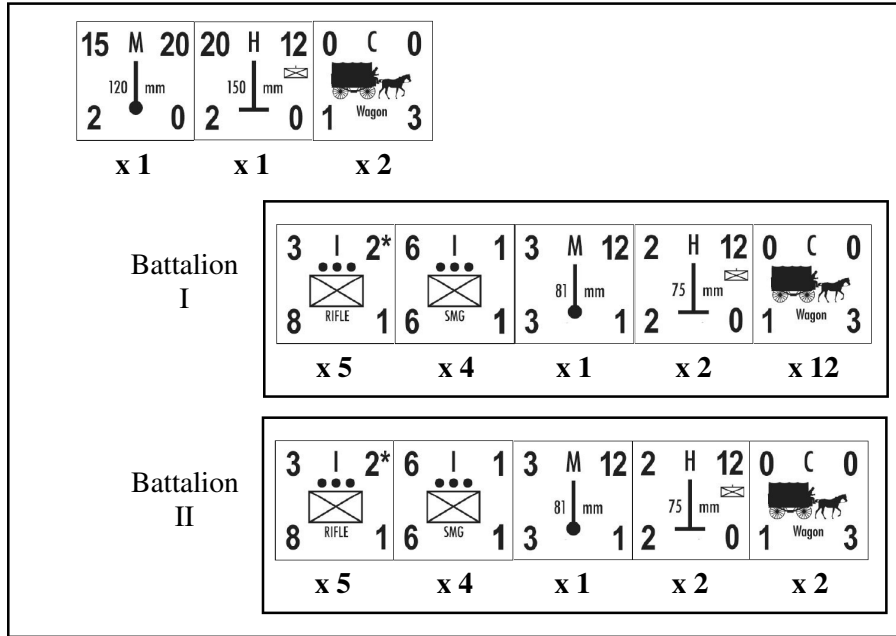 15 M 20 20 H 12 0 C 0
120 mm 150 mm
Wagon
2 0 2 0 1 3
x 1 x 1 x 2
Battalion
I
3 I 2* 6 I 1 3 M 12 2 H 12 0 C 0
81 mm 75 mm
RIFLE SMG Wagon
8 1 6 1 3 1 2 0 1 3
x 5 x 4 x 1 x 2 x 12
Battalion
II
3 I 2* 6 I 1 3 M 12 2 H 12 0 C 0
81 mm 75 mm
RIFLE SMG Wagon
8 1 6 1 3 1 2 0 1 3
x 5 x 4 x 1 x 2 x 2